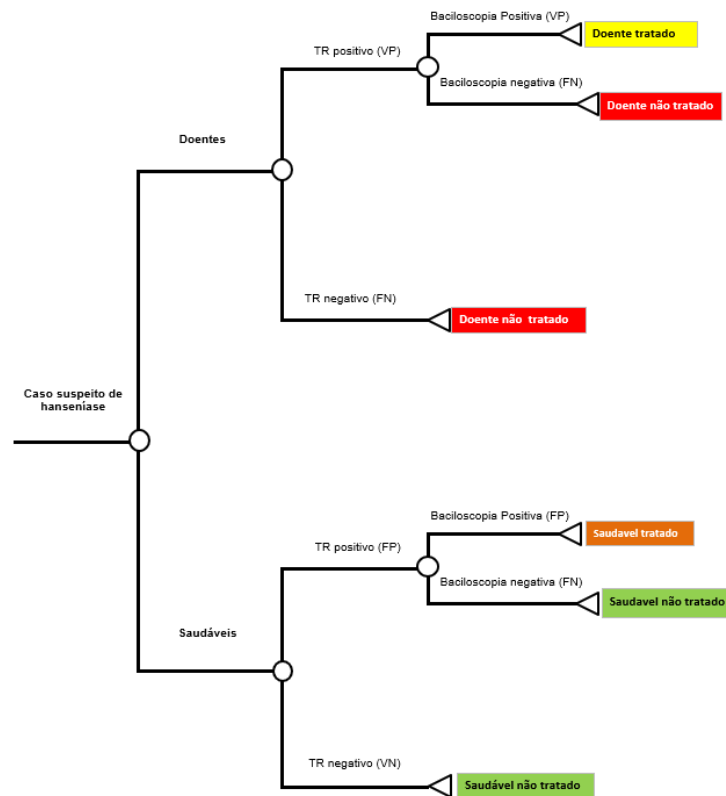 Baciloscopia Positiva (VP)
Doente tratado
TR positivo (VP)
Baciloscopia negativa (FN)
Doente não tratado
Doentes
TR negativo (FN)
Doente não tratado
Caso suspeito de
hanseníase
Baciloscopia Positiva (FP)
Saudavel tratado
TR positivo (FP)
Baciloscopia negativa (FN)
Saudavel não tratado
Saudáveis
TR negativo (VN)
Saudável não tratado